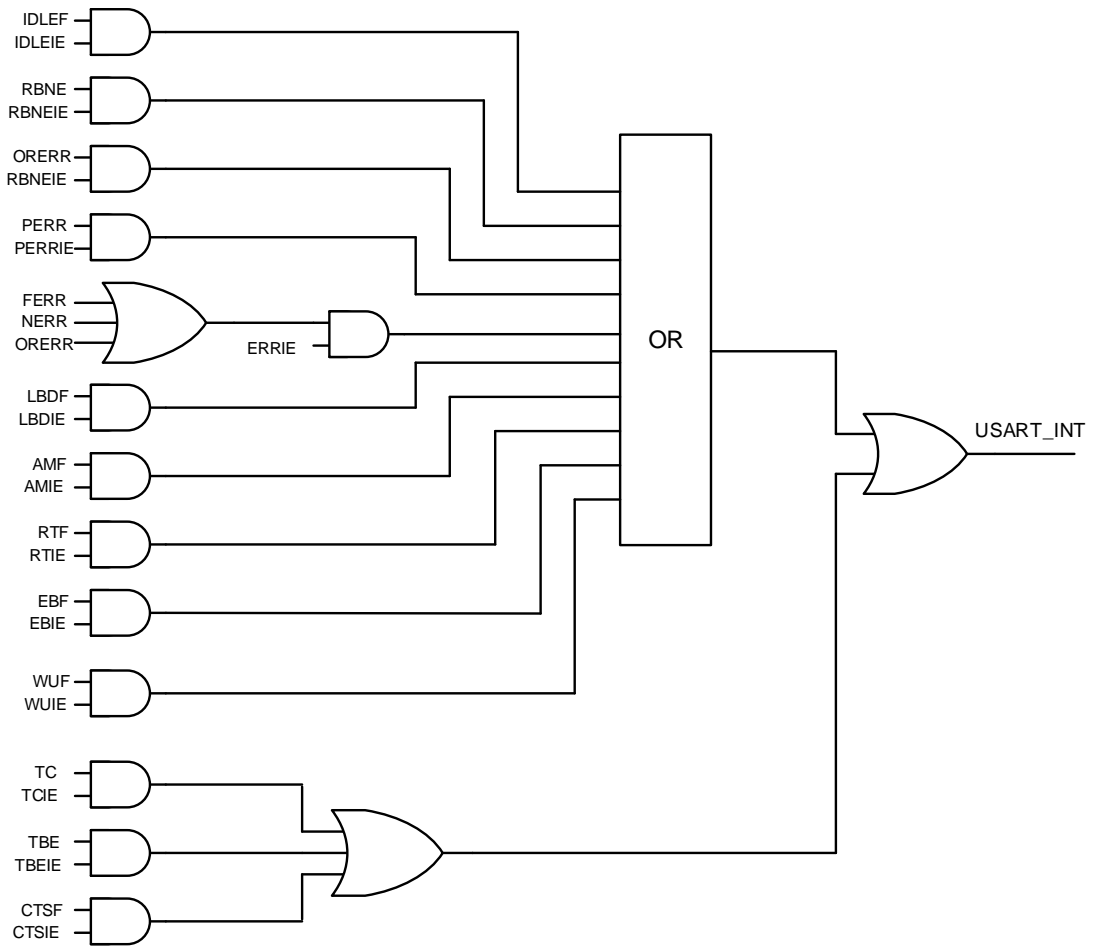 IDLEF
IDLEIE
RBNE
RBNEIE
ORERR
RBNEIE
PERR
PERRIE
FERR
NERR
ORERR
ERRIE
LBDF
LBDIE
AMF
AMIE
RTF
RTIE
EBF
EBIE
WUF
WUIE
TC
TCIE
TBE
TBEIE
CTSF
CTSIE
OR
USART_INT